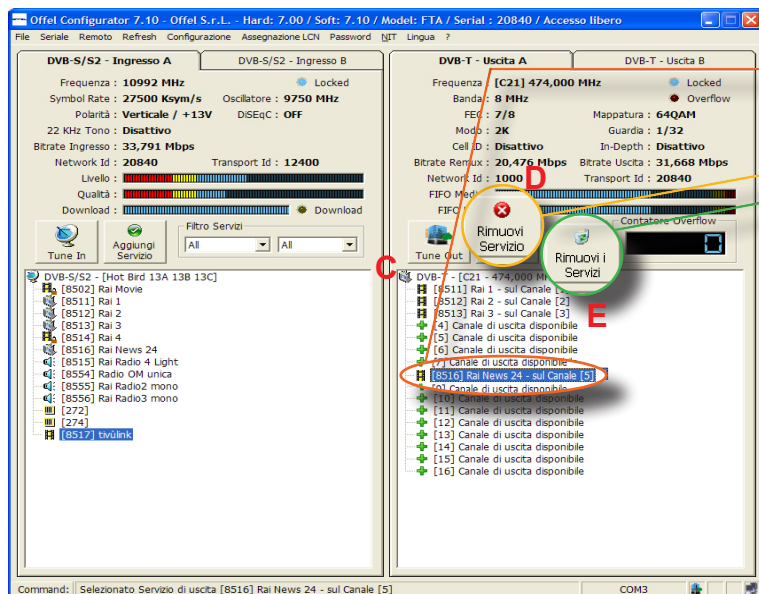 Offel Configurator 7.10 - Offel S.r.L. - Hard: 7.00 / Soft: 7.10 / Model: FTA / Serial : 20840 / Accesso libero
File Seriale Remoto Refresh Configurazione Assegnazione LCN Password NIT Lingua ?
DVB-S/S2 - Ingresso A
DVB-S/S2 - Ingresso B
Frequenza : 10992 MHz
Locked
Symbol Rate : 27500 Ksym/s Oscillatore : 9750 MHz
Polarità : Verticale / +13V DiSEqC : OFF
22 KHz Tono : Disattivo
Bitrate Ingresso : 33,791 Mbps
Network Id : 20840 Transport Id : 12400
Livello :
Qualità :
Download :
Download
Tune In
Aggiungi Servizio
Filtro Servizi
All
All
DVB-S/S2 - [Hot Bird 13A 13B 13C]
[8502] Rai Movie
[8511] Rai 1
[8512] Rai 2
[8513] Rai 3
[8514] Rai 4
[8516] Rai News 24
[8515] Rai Radio 4 Light
[8554] Radio OM unica
[8555] Rai Radio2 mono
[8556] Rai Radio3 mono
[272]
[274]
[8517] tivùlink
DVB-T - Uscita A
DVB-T - Uscita B
Frequenza : [C21] 474,000 MHz
Locked
Banda : 8 MHz
Overflow
FEC : 7/8 Mappatura : 64QAM
Modo : 2K Guardia : 1/32
Cell ID : Disattivo In-Depth : Disattivo
Bitrate Remux : 20,476 Mbps Bitrate Uscita : 31,668 Mbps
Network Id : 1000 Transport Id : 20840
FIFO Med
FIFO
D
Tune Out
Rimuovi Servizio
Rimuovi i Servizi
Contatore Overflow
0
C
E
DVB-T - [C21 - 474,000 MH
[8511] Rai 1 - sul Canale [1]
[8512] Rai 2 - sul Canale [2]
[8513] Rai 3 - sul Canale [3]
[4] Canale di uscita disponibile
[5] Canale di uscita disponibile
[6] Canale di uscita disponibile
[7] Canale di uscita disponibile
[8516] Rai News 24 - sul Canale [5]
[9] Canale di uscita disponibile
[10] Canale di uscita disponibile
[11] Canale di uscita disponibile
[12] Canale di uscita disponibile
[13] Canale di uscita disponibile
[14] Canale di uscita disponibile
[15] Canale di uscita disponibile
[16] Canale di uscita disponibile
Command: Selezionato Servizio di uscita [8516] Rai News 24 - sul Canale [5]
COM3